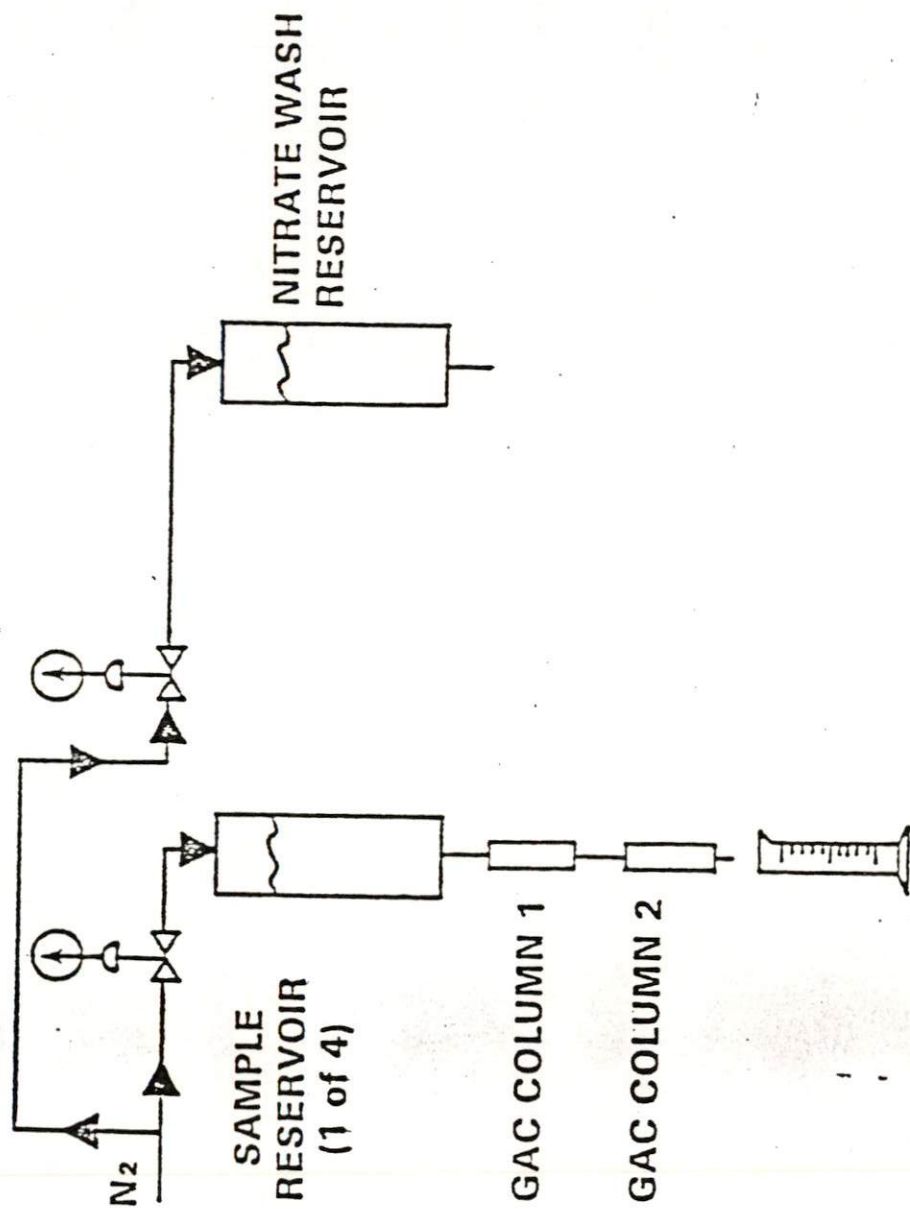 N2
SAMPLE
RESERVOIR
(1 of 4)
GAC COLUMN 1
GAC COLUMN 2
NITRATE WASH
RESERVOIR